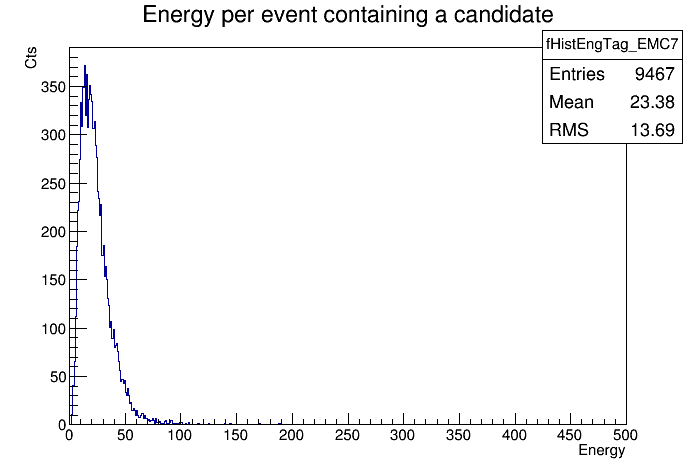 Energy per event containing a candidate
fHistEngTag_EMC7
Entries 9467
Mean 23.38
RMS 13.69
Cts
350
300
250
200
150
100
50
0
0 50 100 150 200 250 300 350 400 450 500
Energy